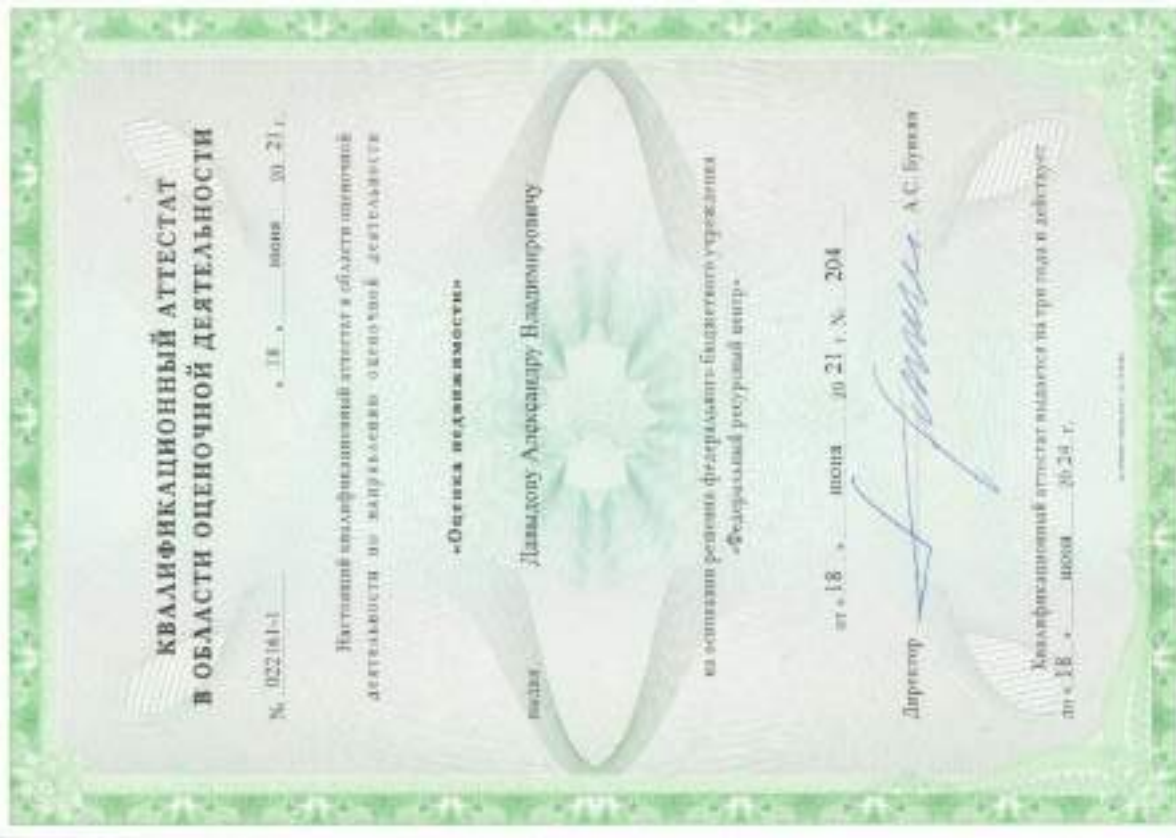 КВАЛИФИКАЦИОННЫЙ АТТЕСТАТ
В ОБЛАСТИ ОЦЕНОЧНОЙ ДЕЯТЕЛЬНОСТИ
№ 022161-1 « 18 » июня 20 21 г.
Настоящий квалификационный аттестат в области оценочной
деятельности по направлению оценочной деятельности
«Оценка недвижимости»
выдан Давыдову Александру Владимировичу
на основании решения федерального бюджетного учреждения
«Федеральный ресурсный центр»
от « 18 » июня 20 21 г. № 204
Директор А.С. Бункин
Квалификационный аттестат выдается на три года и действует
до « 18 » июня 20 24 г.